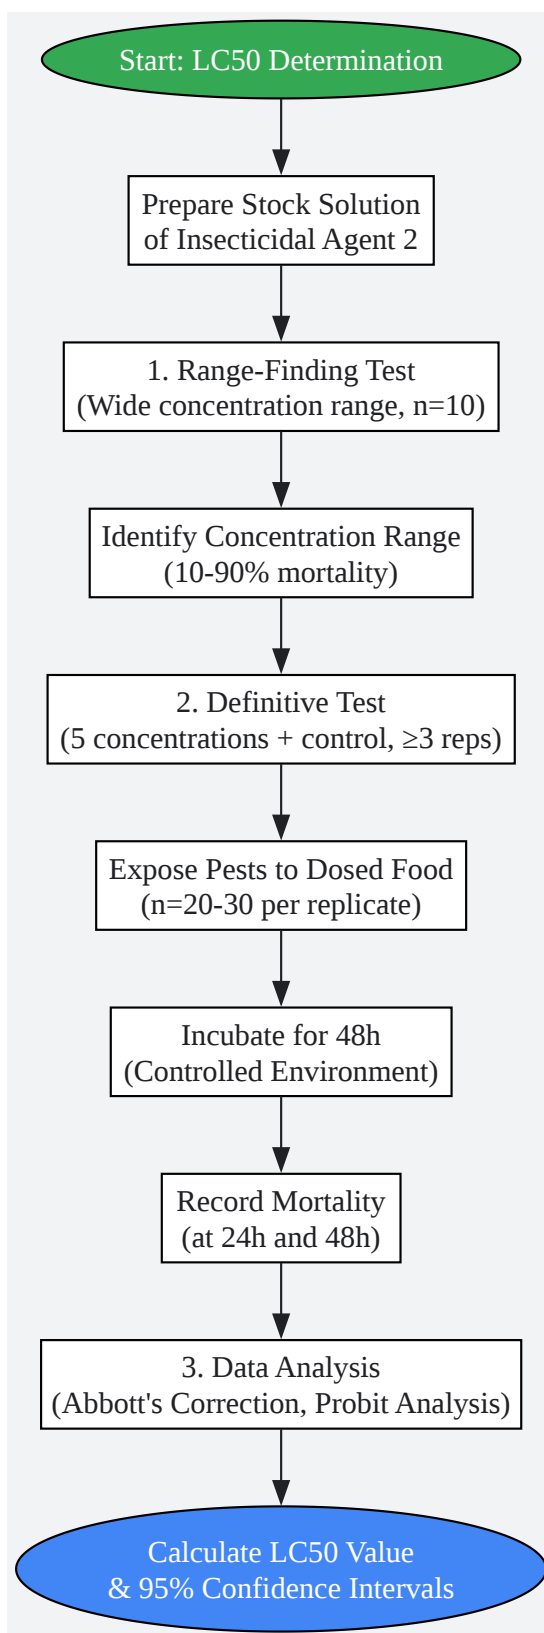 Start: LC50 Determination
Prepare Stock Solution
of Insecticidal Agent 2
1. Range-Finding Test
(Wide concentration range, n=10)
Identify Concentration Range
(10-90% mortality)
2. Definitive Test
(5 concentrations + control, ≥3 reps)
Expose Pests to Dosed Food
(n=20-30 per replicate)
Incubate for 48h
(Controlled Environment)
Record Mortality
(at 24h and 48h)
3. Data Analysis
(Abbott's Correction, Probit Analysis)
Calculate LC50 Value
& 95% Confidence Intervals